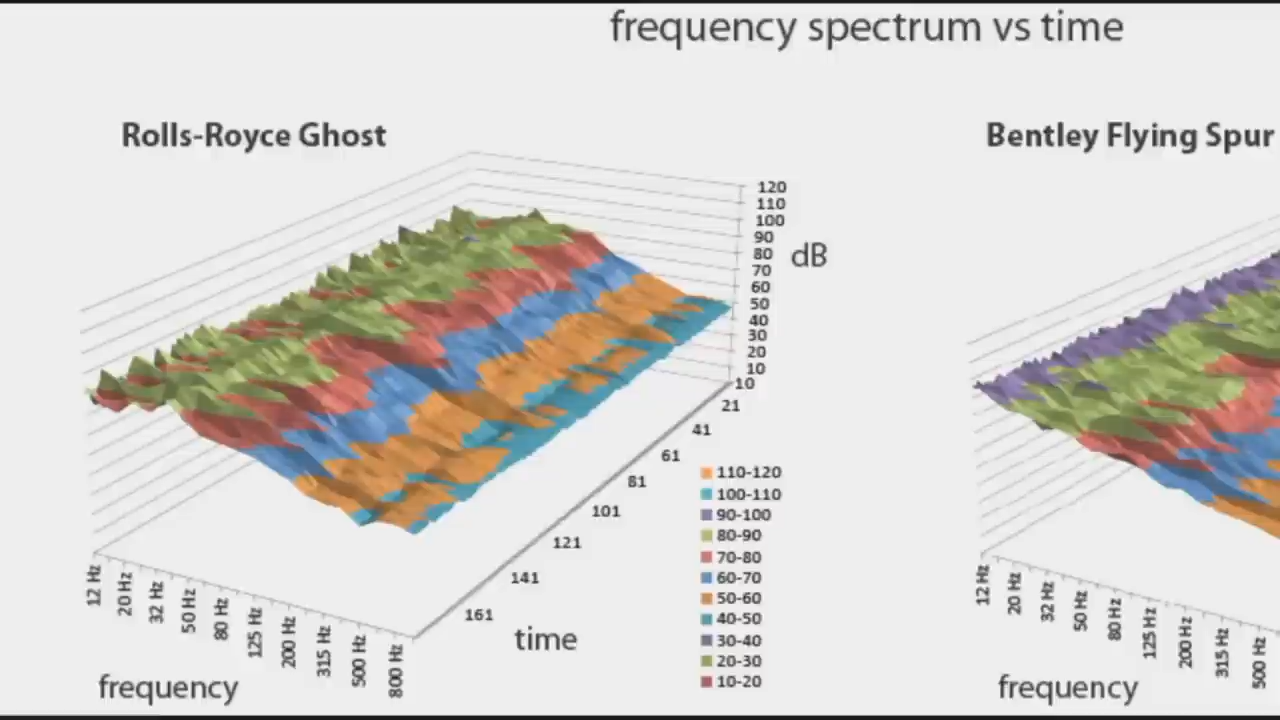 frequency spectrum vs time
Rolls-Royce Ghost
120
110
100
90
80
70
60
50
40
30
20
10
10
dB
21
41
61
81
101
121
141
161
time
110-120
100-110
90-100
80-90
70-80
60-70
50-60
40-50
30-40
20-30
10-20
12 Hz
20 Hz
32 Hz
50 Hz
80 Hz
125 Hz
200 Hz
315 Hz
500 Hz
800 Hz
frequency
Bentley Flying Spur
12 Hz
20 Hz
32 Hz
50 Hz
80 Hz
125 Hz
200 Hz
315 Hz
500 Hz
frequency